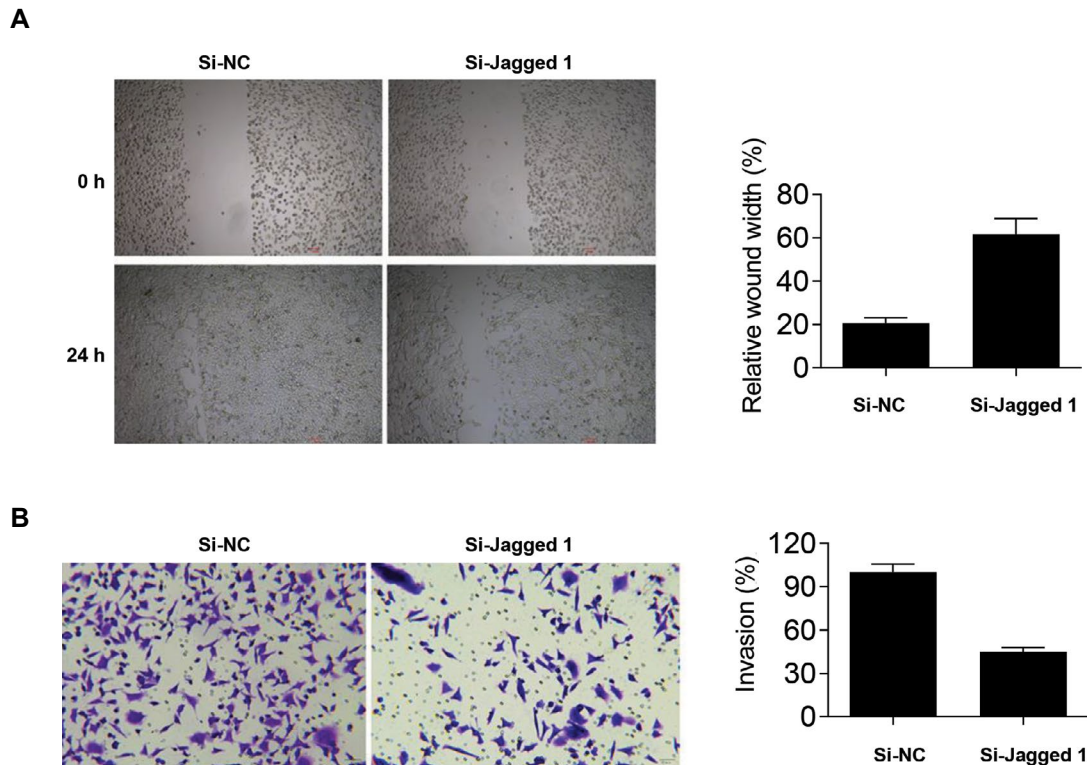 A
Si-NC
Si-Jagged 1
0 h
24 h
Relative wound width (%)
80
60
40
20
0
Si-NC
Si-Jagged 1
B
Si-NC
Si-Jagged 1
Invasion (%)
120
90
60
30
0
Si-NC
Si-Jagged 1